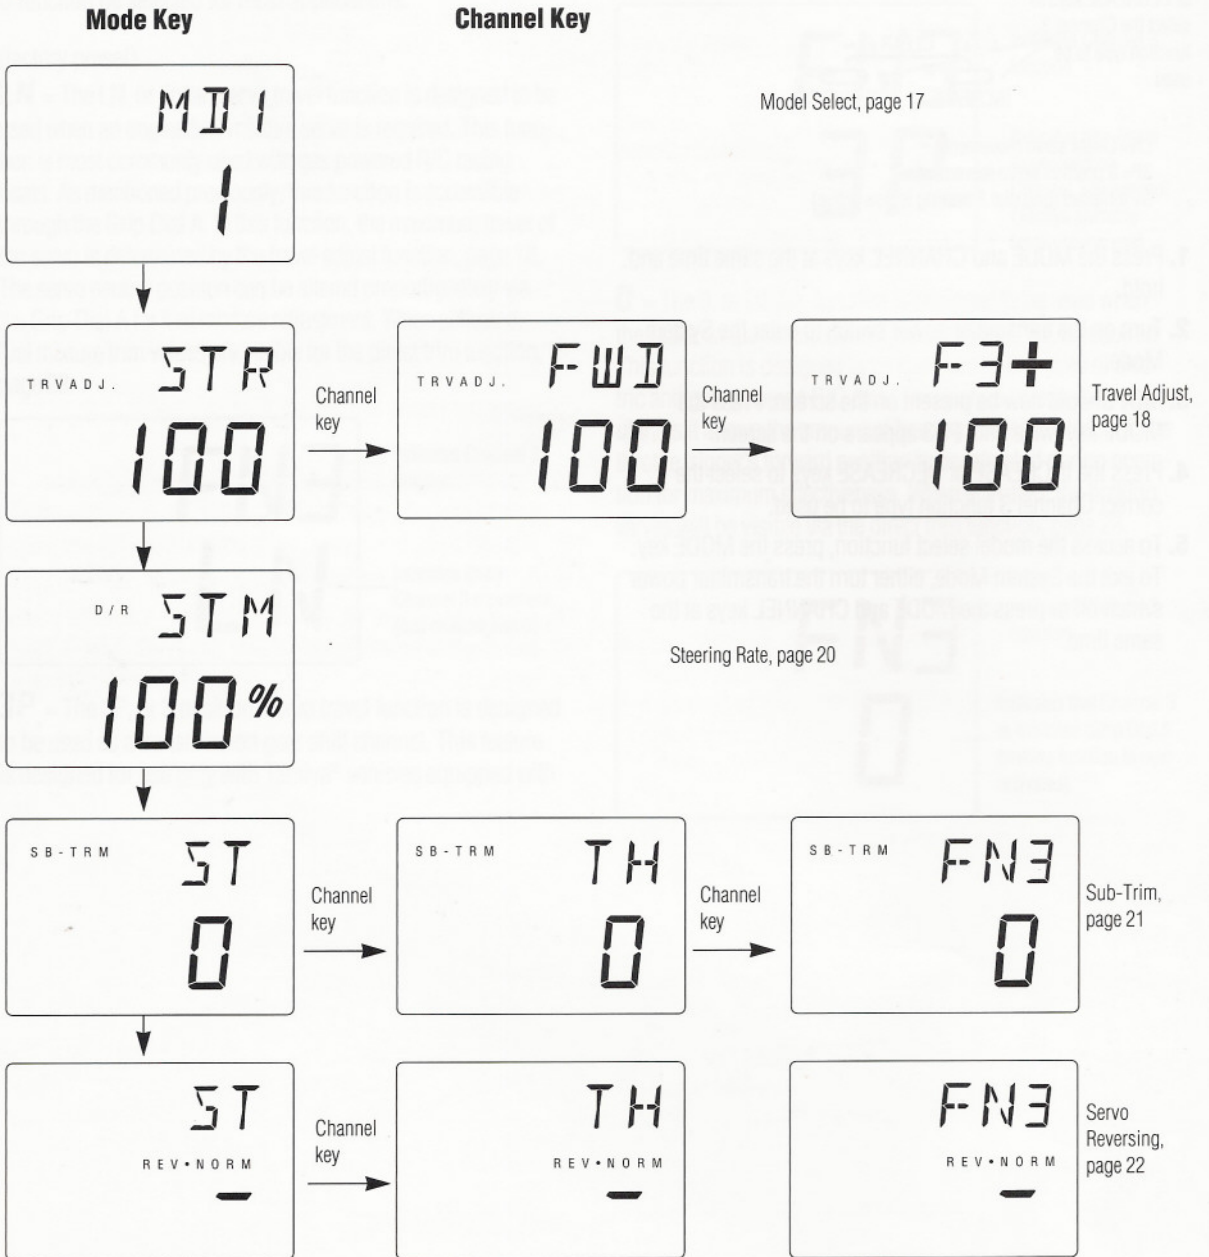 Mode Key
Channel Key
MD1
1
Model Select, page 17
TRVADJ. STR
100
Channel
key
TRVADJ. FWD
100
Channel
key
TRVADJ. F3+
100
Travel Adjust,
page 18
D/R STM
100%
Steering Rate, page 20
SB-TRM ST
0
Channel
key
SB-TRM TH
0
Channel
key
SB-TRM FN3
0
Sub-Trim,
page 21
ST
REV•NORM
Channel
key
TH
REV•NORM
FN3
REV•NORM
Servo
Reversing,
page 22